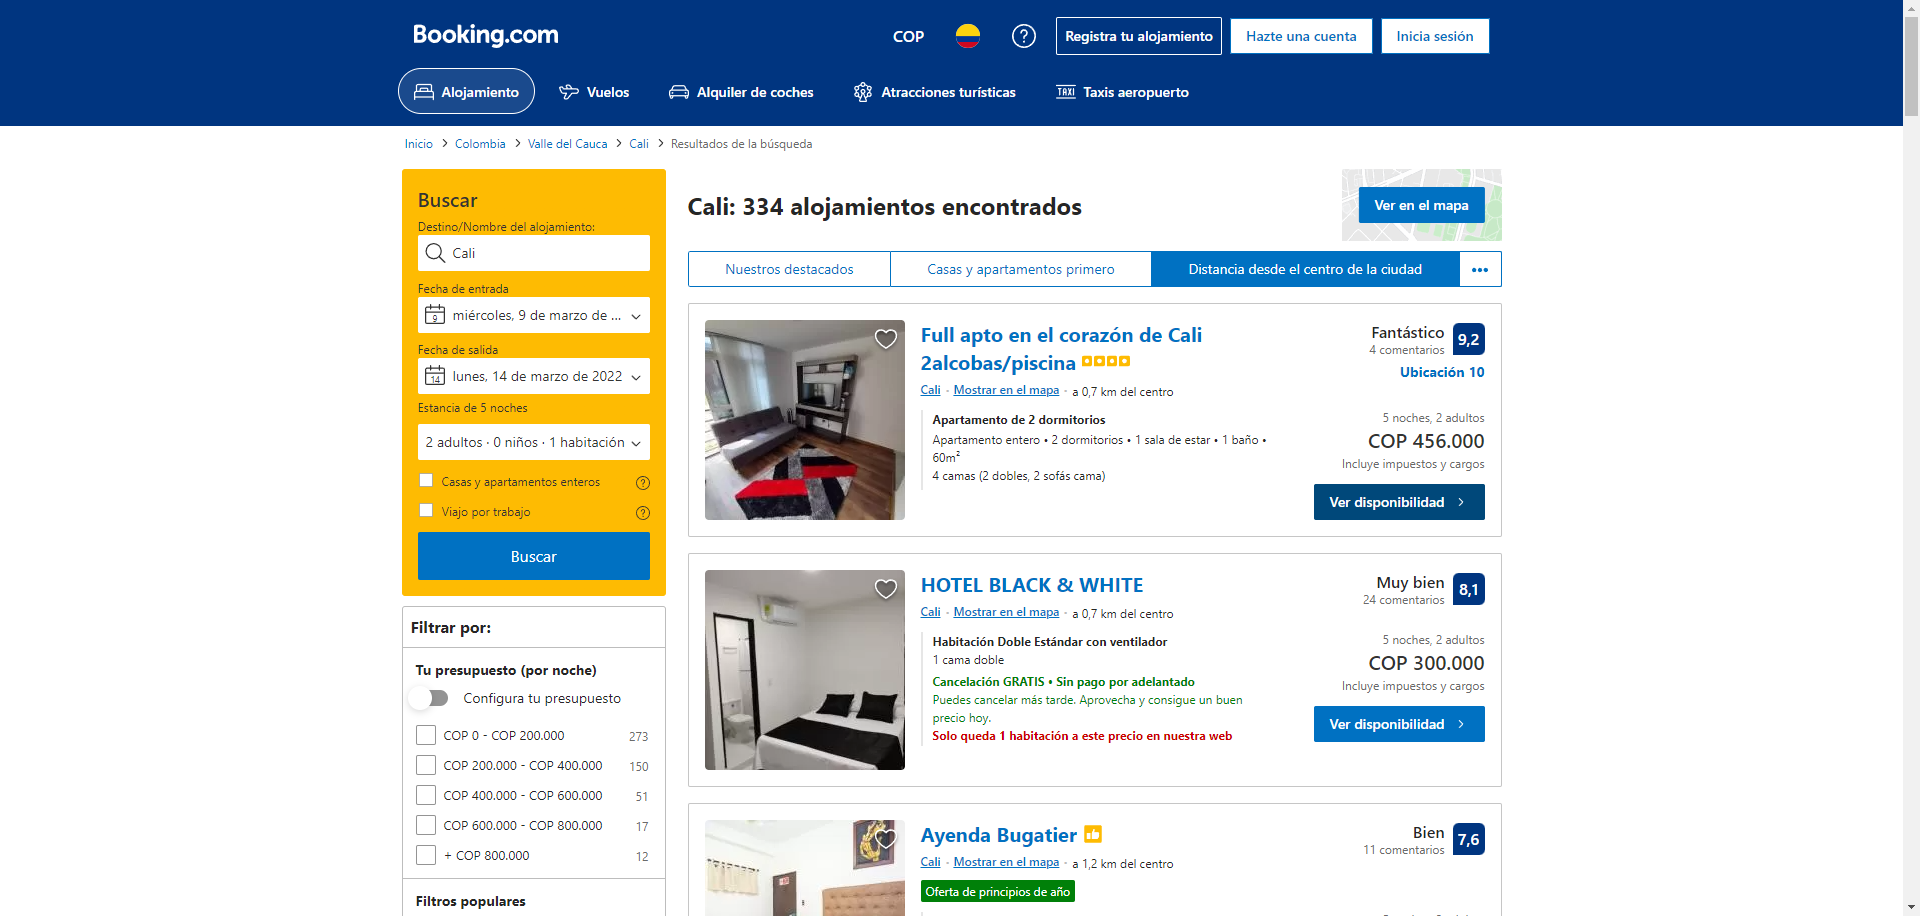 Booking.com
COP
Registra tu alojamiento
Hazte una cuenta
Inicia sesión
Alojamiento
Vuelos
Alquiler de coches
Atracciones turísticas
TAXI
Taxis aeropuerto
Inicio
Colombia
Valle del Cauca
Cali
Resultados de la búsqueda
Buscar
Destino/Nombre del alojamiento:
Cali
Fecha de entrada
9
miércoles, 9 de marzo de ...
Fecha de salida
14
lunes, 14 de marzo de 2022
Estancia de 5 noches
2 adultos · 0 niños · 1 habitación
Casas y apartamentos enteros
Viajo por trabajo
Buscar
Filtrar por:
Tu presupuesto (por noche)
Configura tu presupuesto
COP 0 - COP 200.000 273
COP 200.000 - COP 400.000 150
COP 400.000 - COP 600.000 51
COP 600.000 - COP 800.000 17
+ COP 800.000 12
Filtros populares
Cali: 334 alojamientos encontrados
Ver en el mapa
Nuestros destacados
Casas y apartamentos primero
Distancia desde el centro de la ciudad
Full apto en el corazón de Cali
2alcobas/piscina
Cali · Mostrar en el mapa · a 0,7 km del centro
Apartamento de 2 dormitorios
Apartamento entero • 2 dormitorios • 1 sala de estar • 1 baño •
60m²
4 camas (2 dobles, 2 sofás cama)
Fantástico
4 comentarios
9,2
Ubicación 10
5 noches, 2 adultos
COP 456.000
Incluye impuestos y cargos
Ver disponibilidad
HOTEL BLACK & WHITE
Cali · Mostrar en el mapa · a 0,7 km del centro
Habitación Doble Estándar con ventilador
1 cama doble
Cancelación GRATIS • Sin pago por adelantado
Puedes cancelar más tarde. Aprovecha y consigue un buen
precio hoy.
Solo queda 1 habitación a este precio en nuestra web
Muy bien
24 comentarios
8,1
5 noches, 2 adultos
COP 300.000
Incluye impuestos y cargos
Ver disponibilidad
Ayenda Bugatier
Cali · Mostrar en el mapa · a 1,2 km del centro
Oferta de principios de año
Bien
11 comentarios
7,6